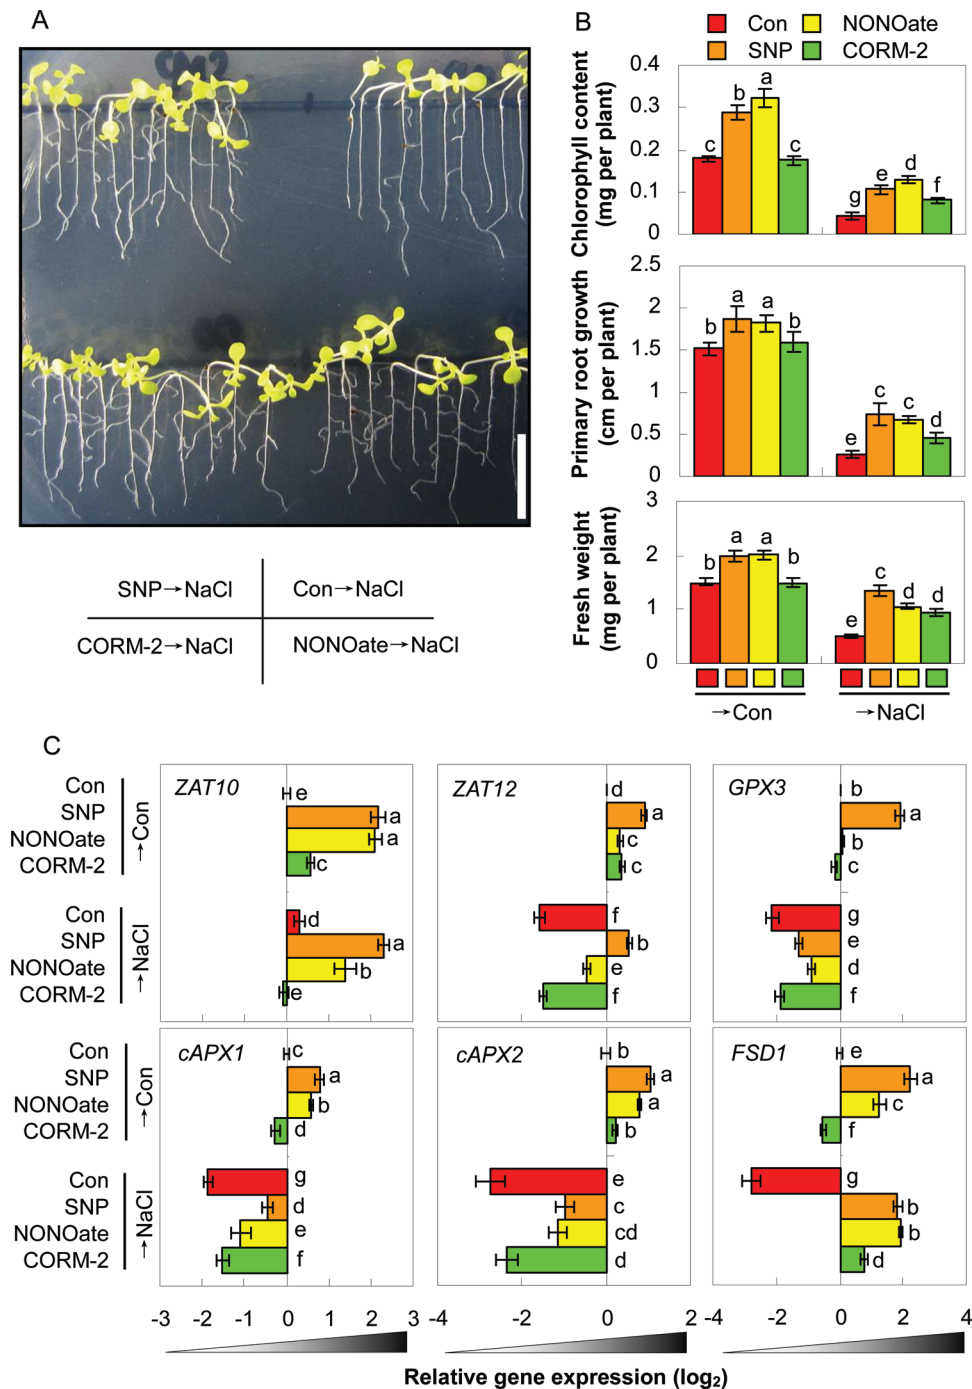 A
SNP→NaCl
Con→NaCl
CORM-2→NaCl
NONOate→NaCl
B
Con
NONOate
SNP
CORM-2
Chlorophyll content
(mg per plant)
0.4
0.3
0.2
0.1
0
c
b
a
c
g
e
d
f
Primary root growth
(cm per plant)
2.5
2
1.5
1
0.5
0
b
a
a
b
e
c
c
d
Fresh weight
(mg per plant)
3
2
1
0
b
a
a
b
e
c
d
d
→Con
→NaCl
C
Con
SNP
NONOate
CORM-2
→Con
Con
SNP
NONOate
CORM-2
→NaCl
ZAT10
e
a
a
c
d
a
b
e
ZAT12
d
a
c
c
f
b
e
f
GPX3
b
a
b
c
g
e
d
f
Con
SNP
NONOate
CORM-2
→Con
Con
SNP
NONOate
CORM-2
→NaCl
cAPX1
c
a
b
d
g
d
e
f
cAPX2
b
a
a
b
e
c
cd
d
FSD1
e
a
c
f
g
b
b
d
-3 -2 -1 0 1 2 3
-4 -2 0 2
-4 -2 0 2 4
Relative gene expression (log2)